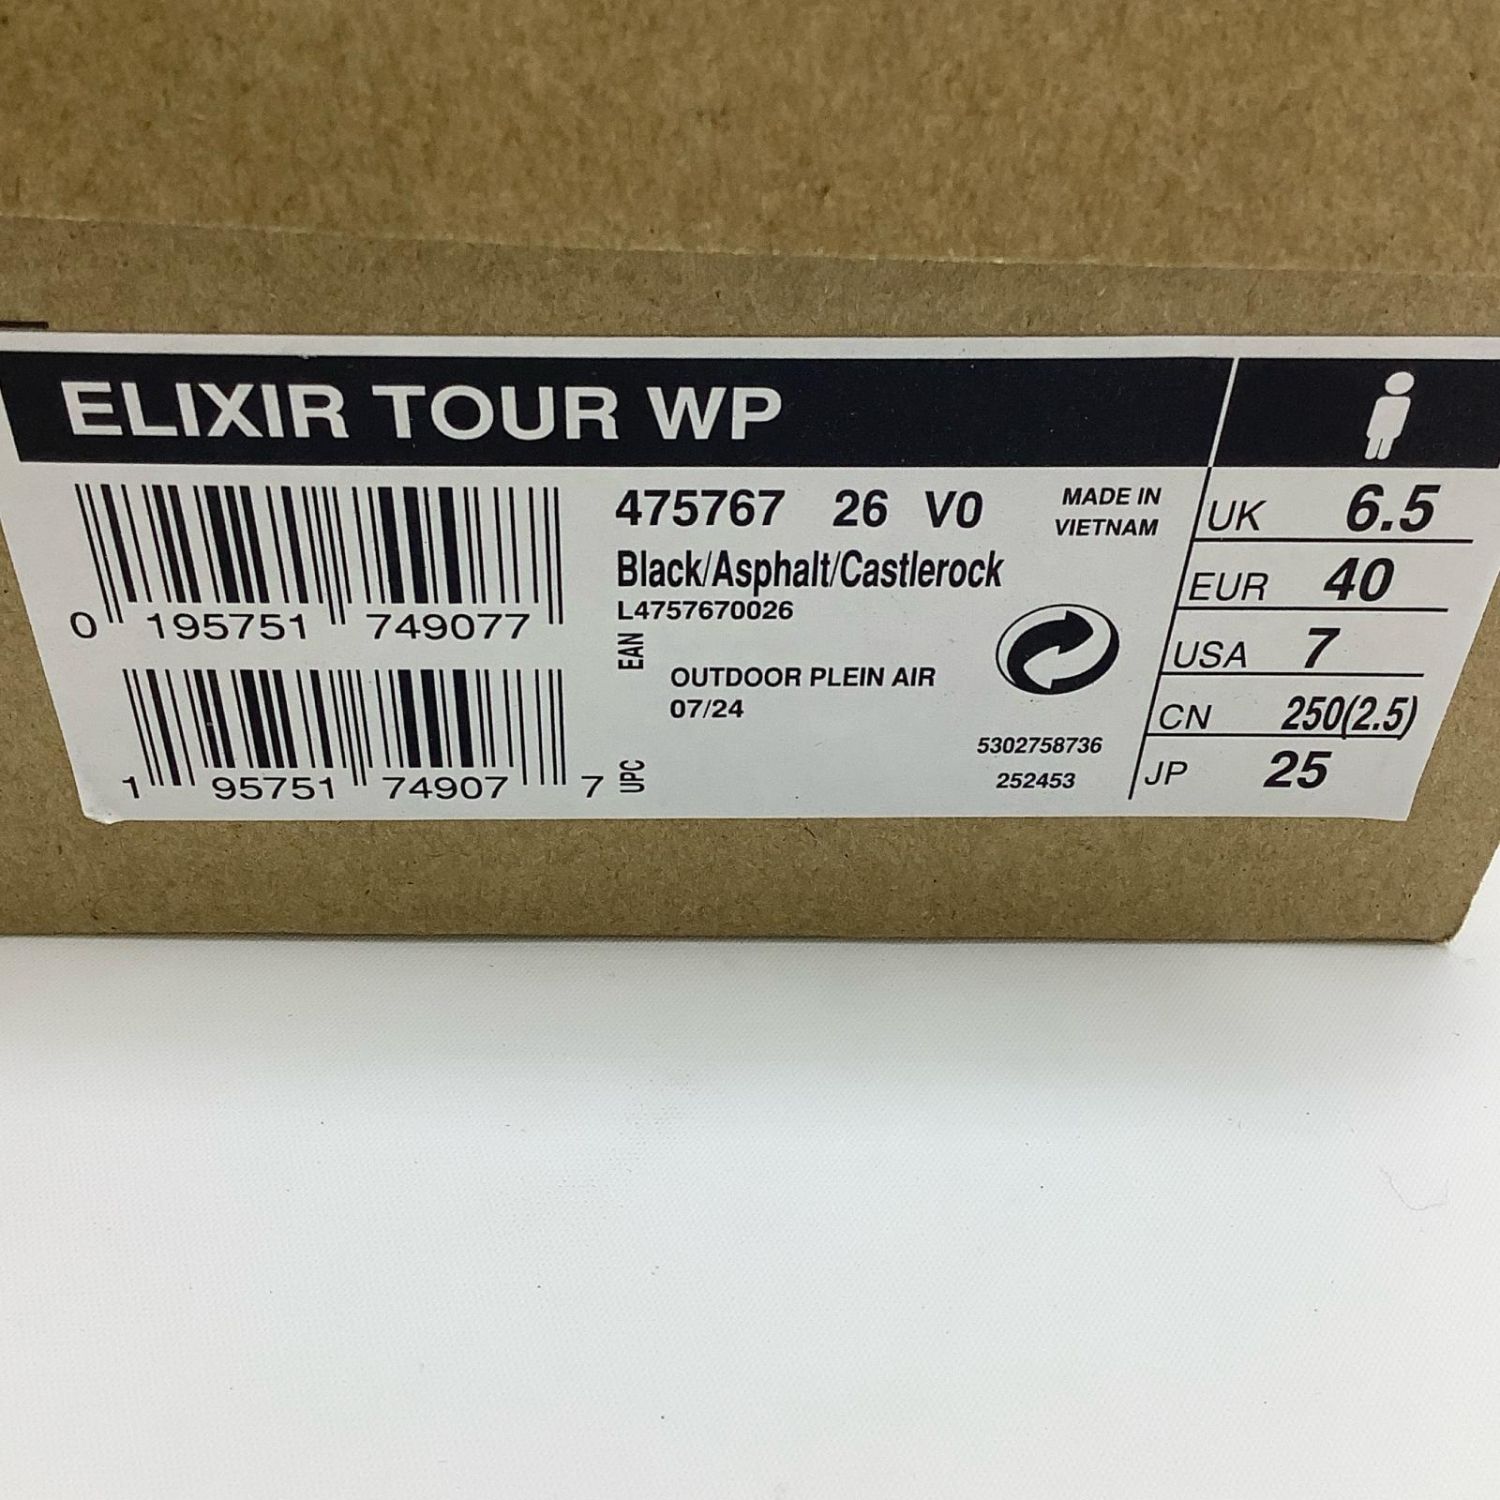 ELIXIR TOUR WP
0 195751 749077
EAN
1 95751 74907 7
UPC
475767 26 V0
Black/Asphalt/Castlerock
L4757670026
OUTDOOR PLEIN AIR
07/24
MADE IN
VIETNAM
5302758736
252453
UK 6.5
EUR 40
USA 7
CN 250(2.5)
JP 25